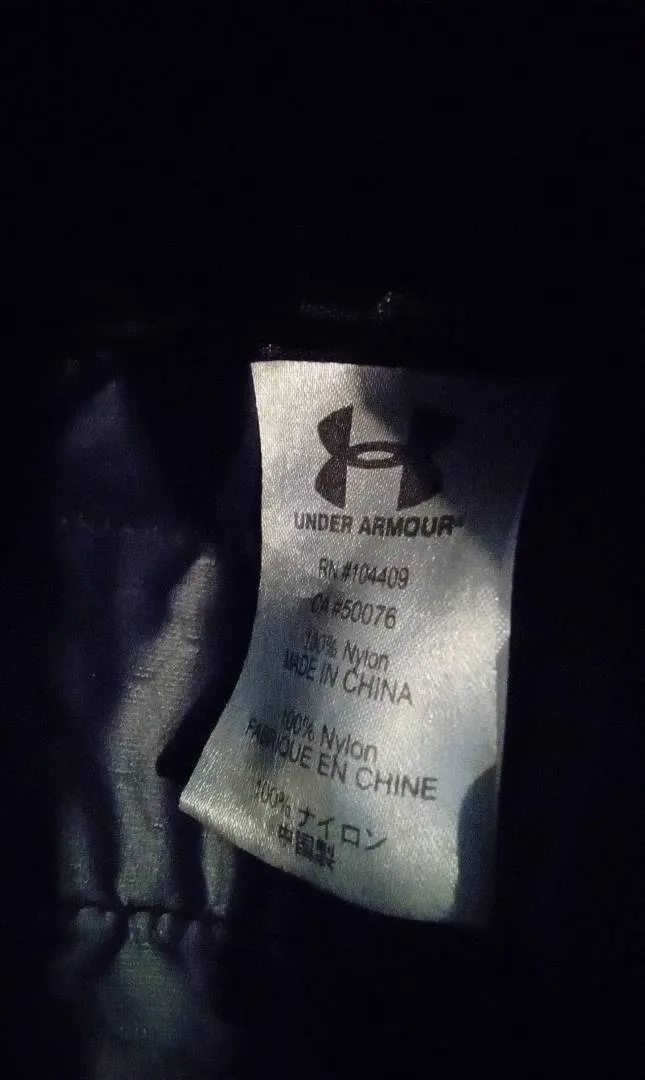 UNDER ARMOUR®
RN #104409
CA #50076
100% Nylon
MADE IN CHINA
100% Nylon
FABRIQUE EN CHINE
100% ナイロン
中国製